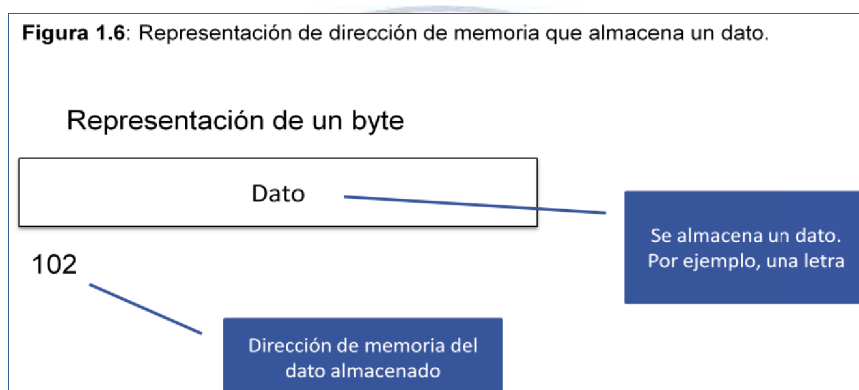 Figura 1.6: Representación de dirección de memoria que almacena un dato.
Representación de un byte
Dato
Se almacena un dato.
Por ejemplo, una letra
102
Dirección de memoria del
dato almacenado